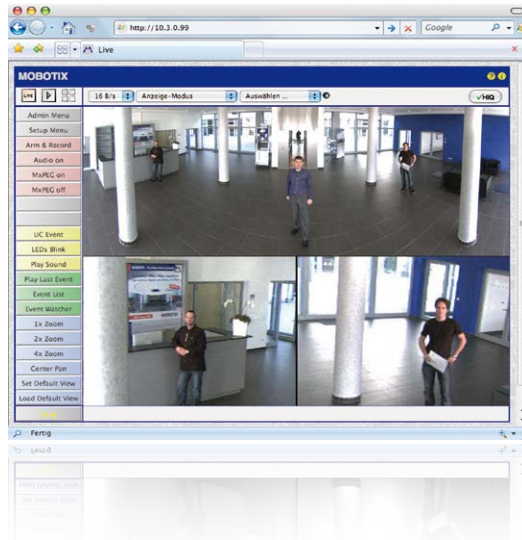 http://10.3.0.99
Google
Live
MOBOTIX
LIVE
16 B/s
Anzeige-Modus
Auswählen ...
HiQ
Admin Menu
Setup Menu
Arm & Record
Audio on
MxPEG on
MxPEG off
UC Event
LEDs Blink
Play Sound
Play Last Event
Event List
Event Watcher
1x Zoom
2x Zoom
4x Zoom
Center Pan
Set Default View
Load Default View
Fertig